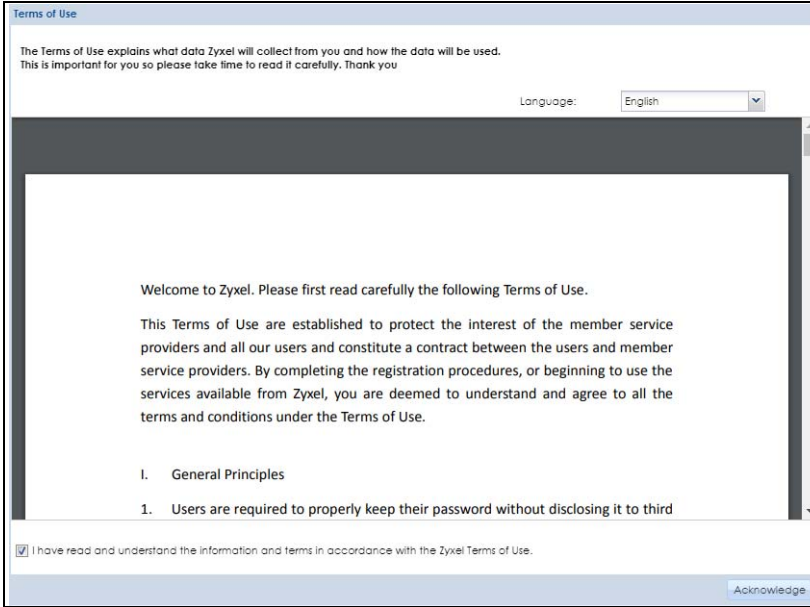 Terms of Use
The Terms of Use explains what data Zyxel will collect from you and how the data will be used.
This is important for you so please take time to read it carefully. Thank you
Language: English
Welcome to Zyxel. Please first read carefully the following Terms of Use.
This Terms of Use are established to protect the interest of the member service
providers and all our users and constitute a contract between the users and member
service providers. By completing the registration procedures, or beginning to use the
services available from Zyxel, you are deemed to understand and agree to all the
terms and conditions under the Terms of Use.
I. General Principles
1. Users are required to properly keep their password without disclosing it to third
I have read and understand the information and terms in accordance with the Zyxel Terms of Use.
Acknowledge